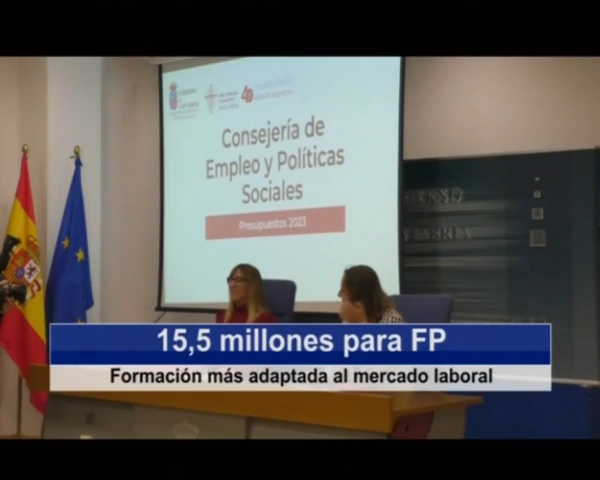 Consejería de
Empleo y Políticas
Sociales
Presupuestos 2023
15,5 millones para FP
Formación más adaptada al mercado laboral